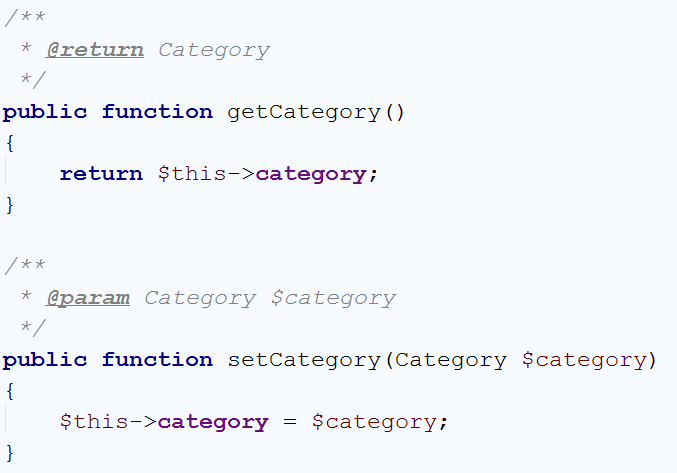 /**
 * @return Category
 */
public function getCategory()
{
    return $this->category;
}

/**
 * @param Category $category
 */
public function setCategory(Category $category)
{
    $this->category = $category;
}